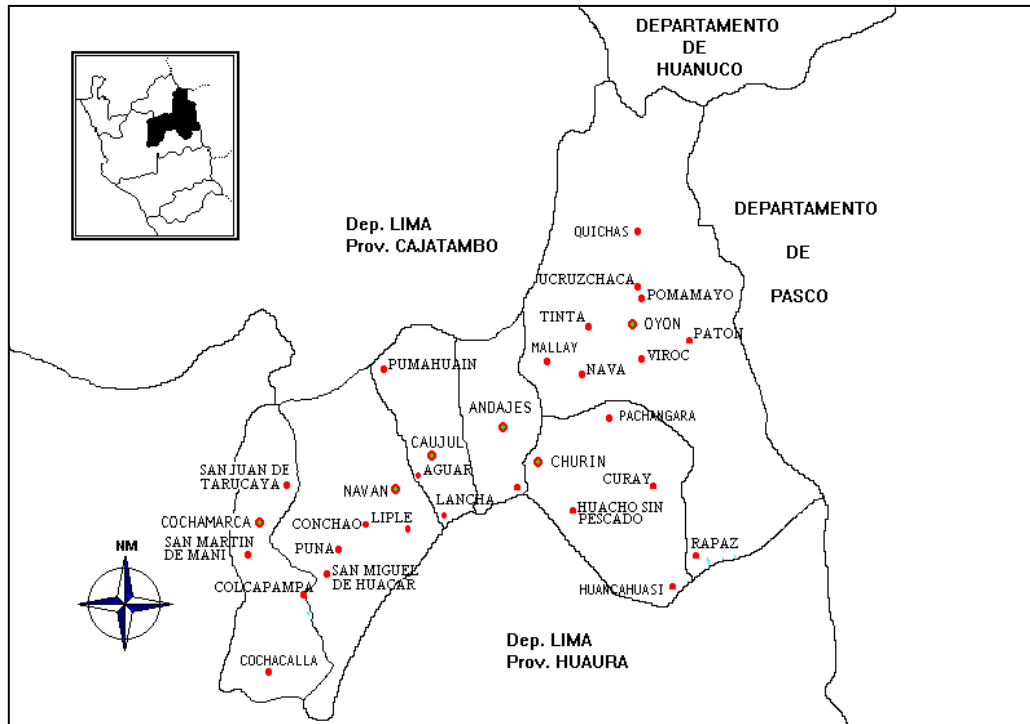 DEPARTAMENTO
DE
HUANUCO
Dep. LIMA
Prov. CAJATAMBO
DEPARTAMENTO
DE
PASCO
QUICHAS
UCRUZCHACA
POMAMAYO
TINTA
OYON
PATON
MALLAY
VIROC
NAVA
PUMAHUAIN
ANDAJES
PACHANGARA
CAUJUL
CHURIN
AGUAR
SAN JUAN DE
TARUCAYA
CURAY
NAVAN
LANCHA
HUACHO SIN
PESCADO
COCHAMARCA
CONCHAO
LIPLE
SAN MARTIN
DE MANI
PUNA
RAPAZ
NM
SAN MIGUEL
DE HUACAR
COLCAPAMPA
HUANCAHUASI
Dep. LIMA
Prov. HUAURA
COCHACALLA